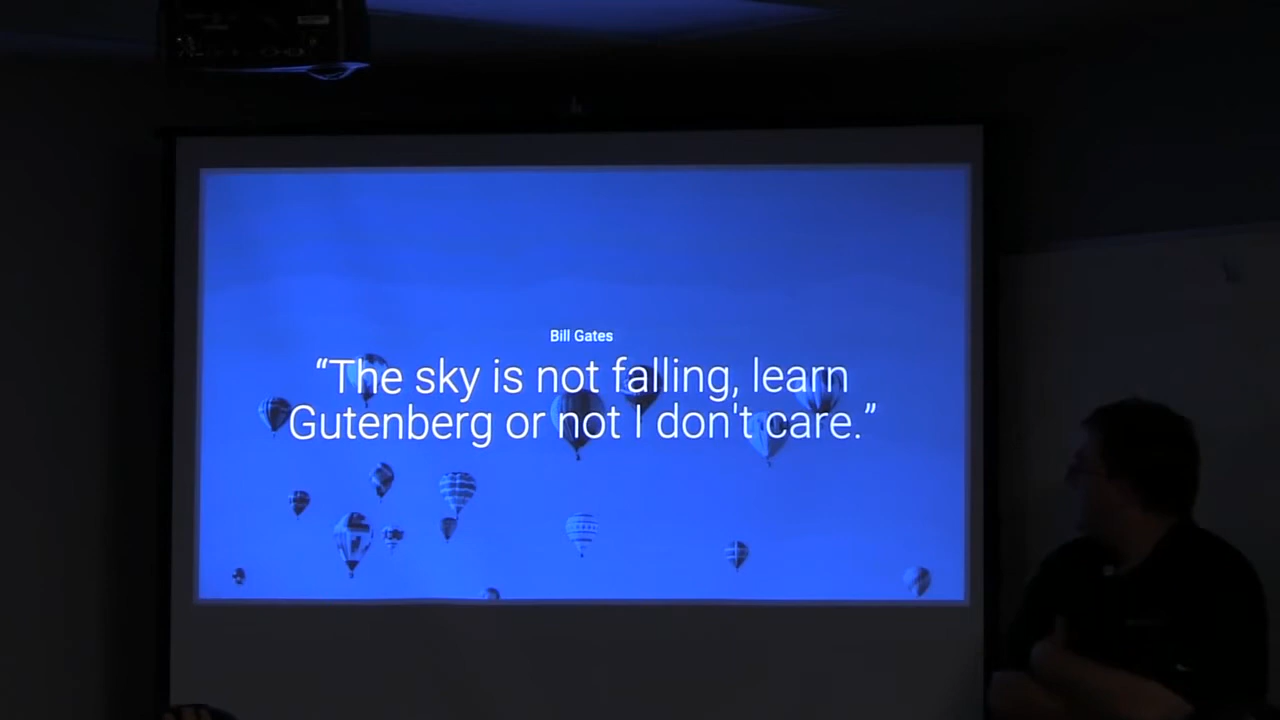 Bill Gates
“The sky is not falling, learn
Gutenberg or not I don't care.”